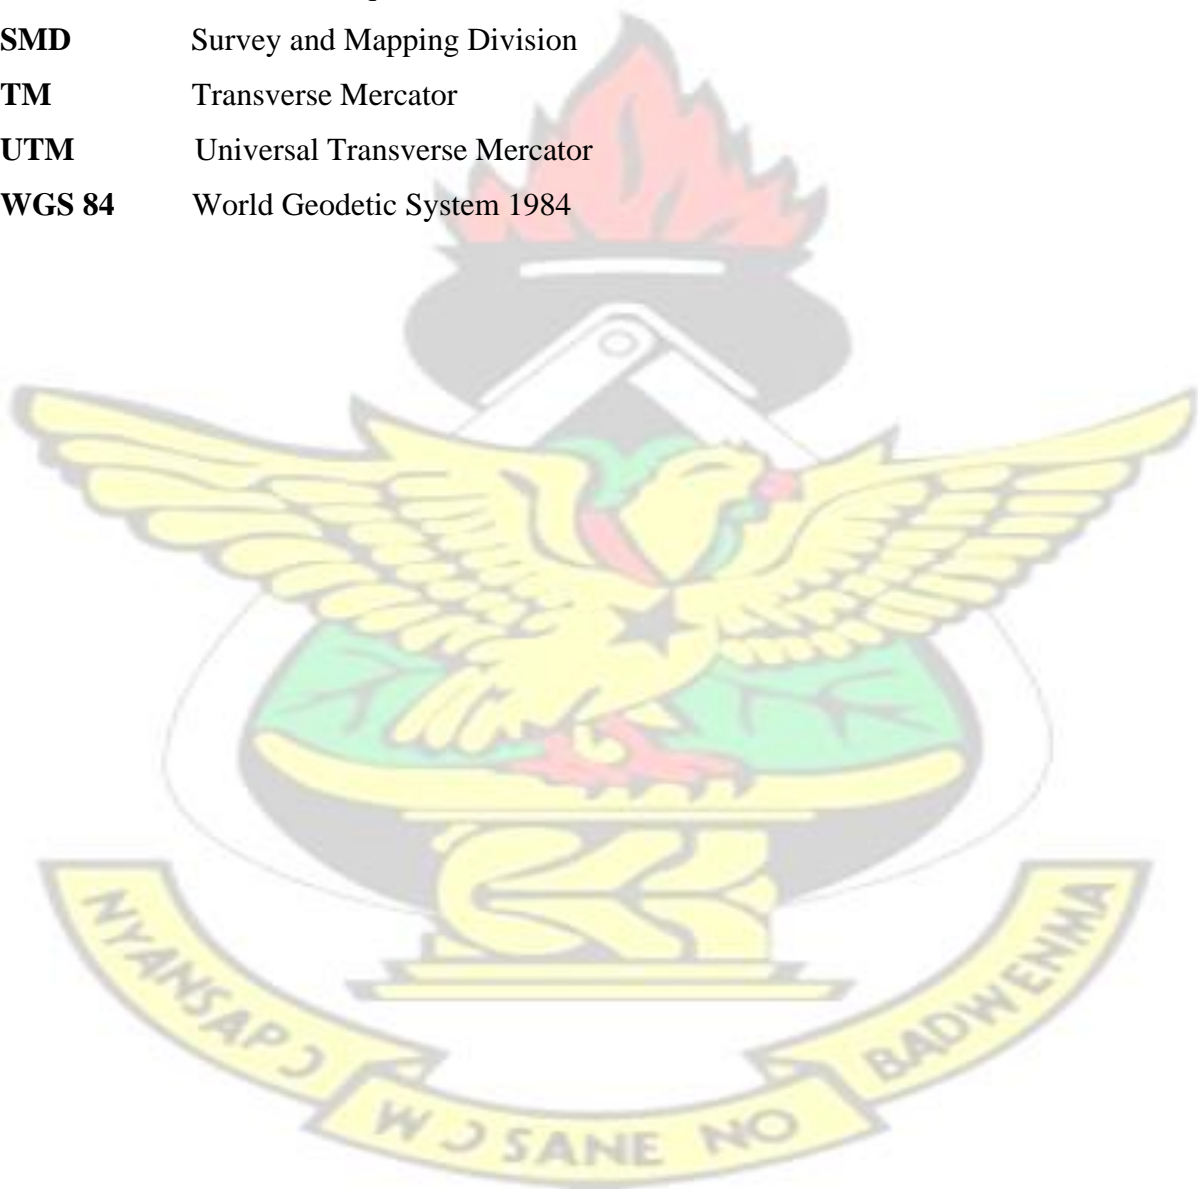 SMD Survey and Mapping Division
TM Transverse Mercator
UTM Universal Transverse Mercator
WGS 84 World Geodetic System 1984
NYANSAPƆ
WƆSANE NO
BADWENMA